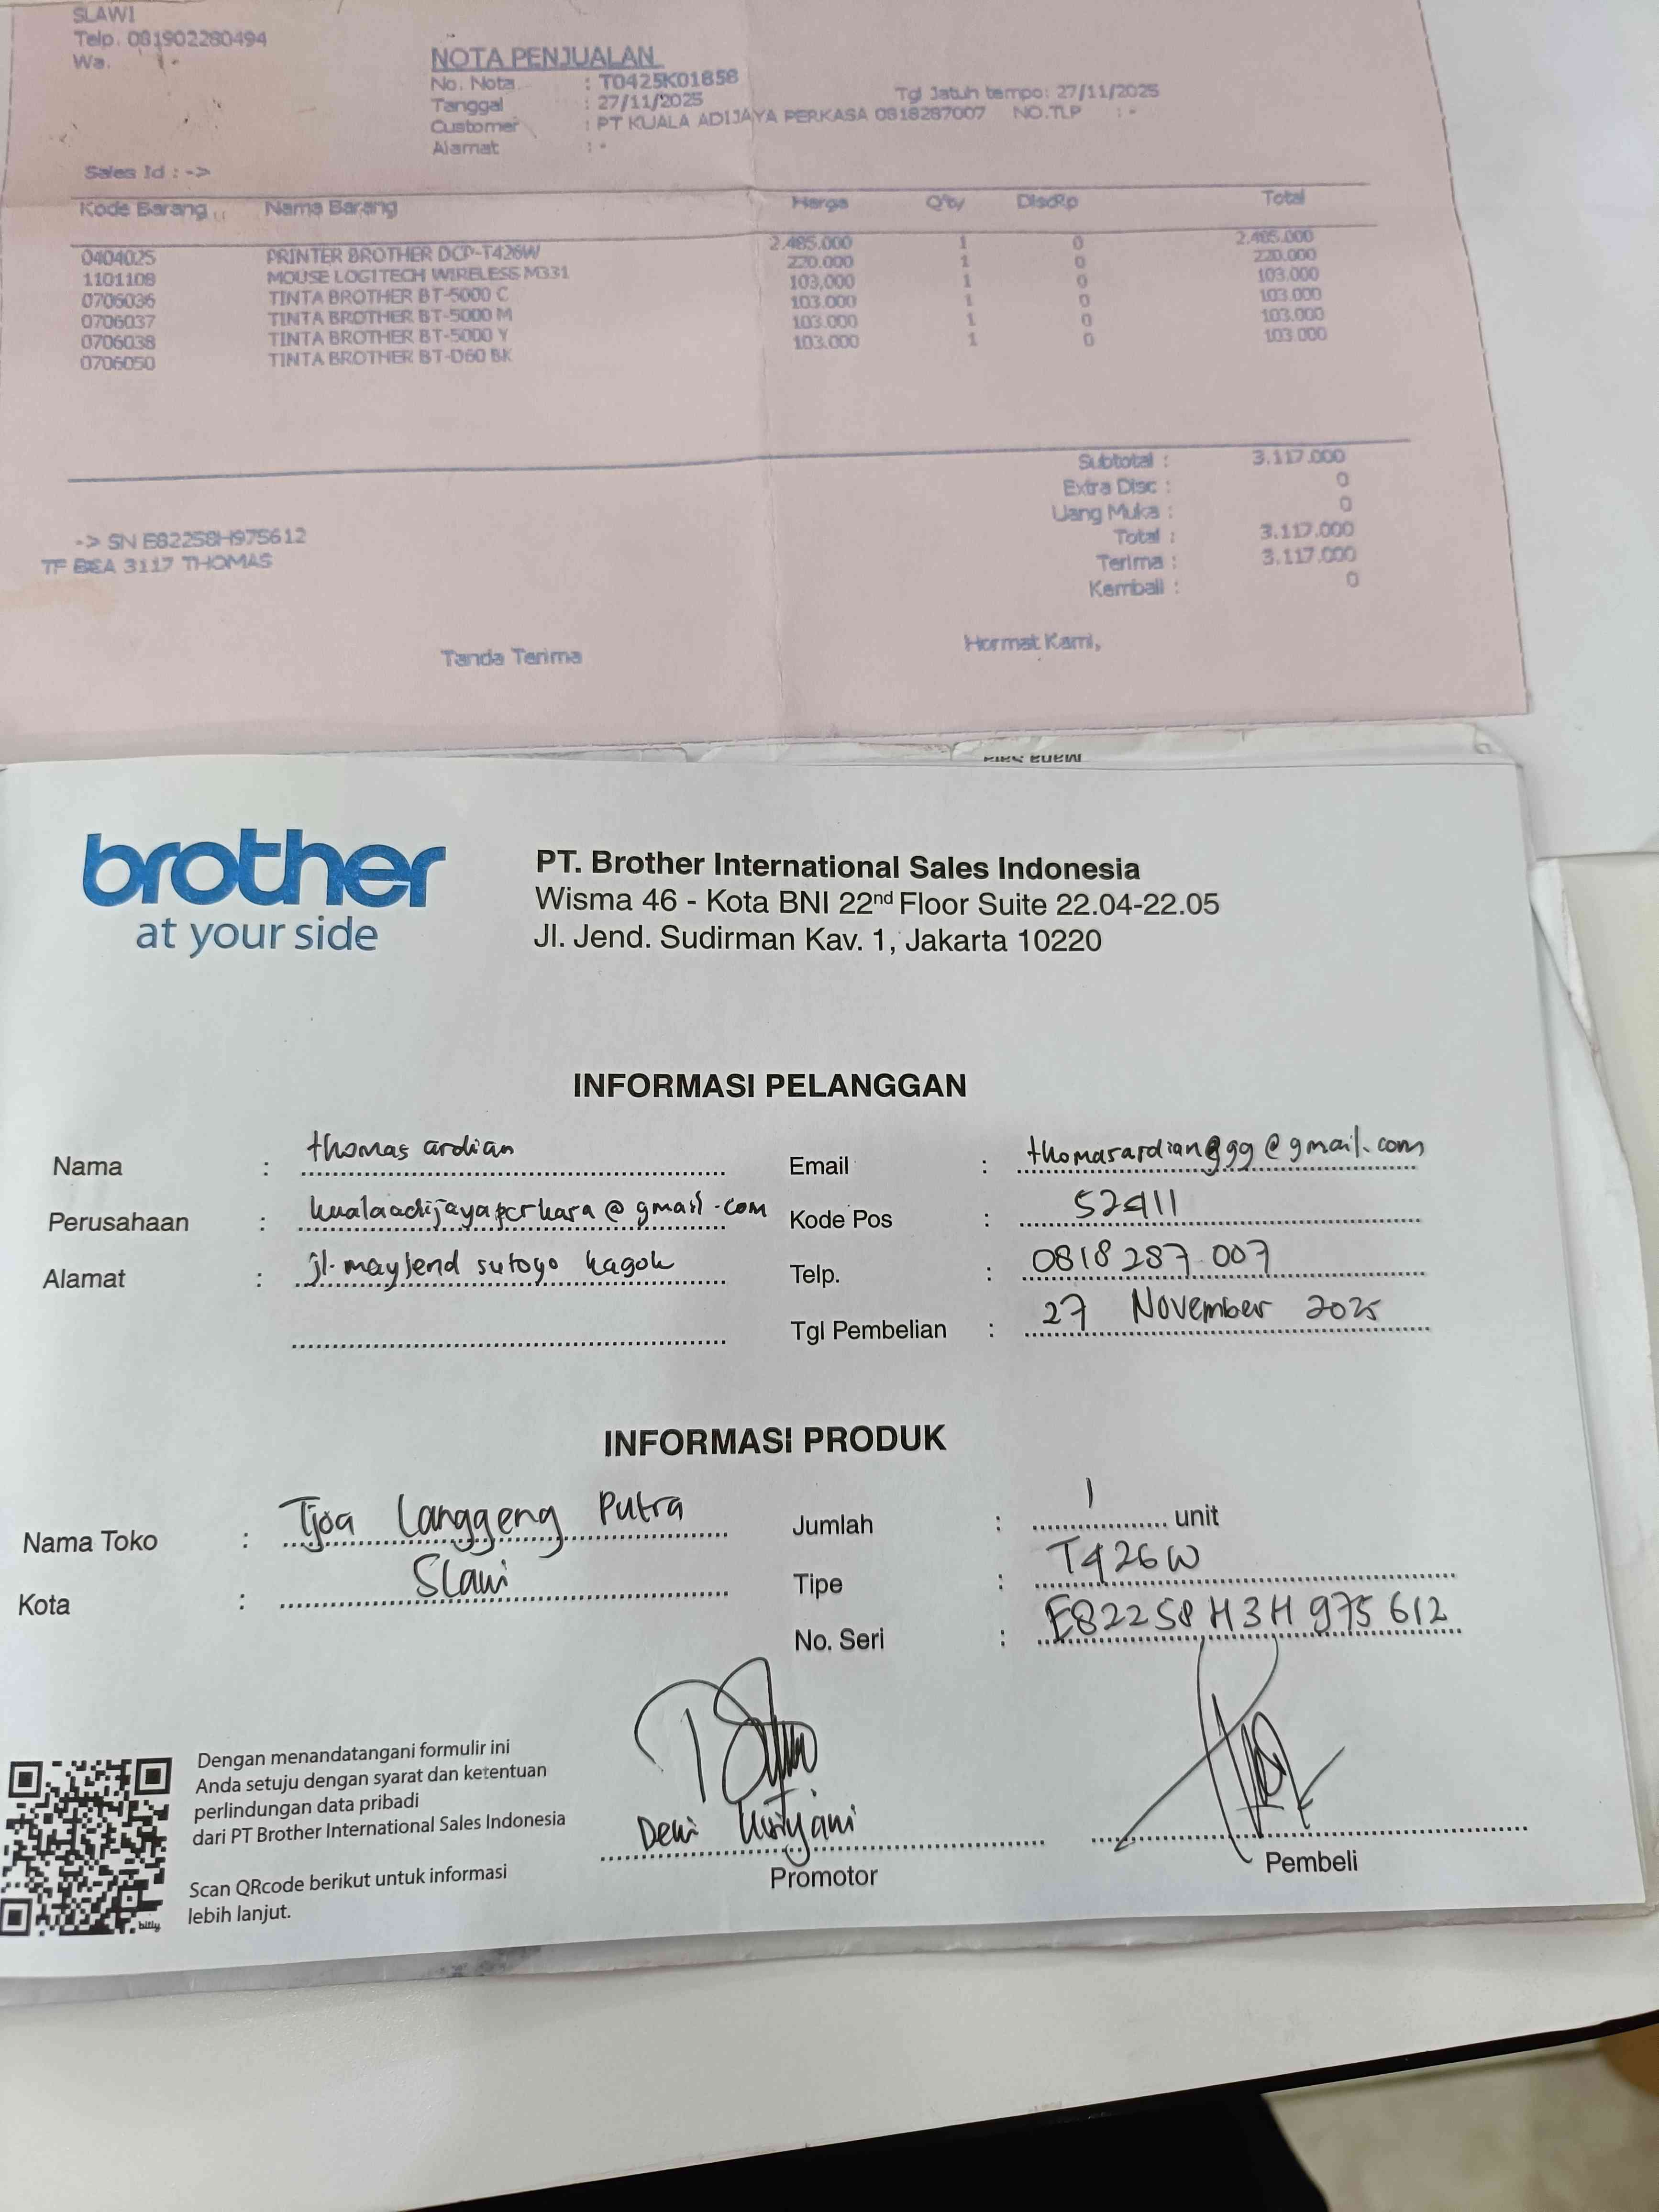 SLAWI
Telp. 081902280494
Wa. : -
NOTA PENJUALAN
No. Nota : T0425K01858
Tanggal : 27/11/2025 Tgl Jatuh tempo: 27/11/2025
Customer : PT KUALA ADIJAYA PERKASA 0818287007 NO.TLP : -
Alamat : -
Sales Id : ->
Kode Barang Nama Barang Harga Q'ty DiscRp Total
0404025 PRINTER BROTHER DCP-T426W 2.485.000 1 0 2.485.000
1101108 MOUSE LOGITECH WIRELESS M331 220.000 1 0 220.000
0706036 TINTA BROTHER BT-5000 C 103.000 1 0 103.000
0706037 TINTA BROTHER BT-5000 M 103.000 1 0 103.000
0706038 TINTA BROTHER BT-5000 Y 103.000 1 0 103.000
0706050 TINTA BROTHER BT-D60 BK 103.000 1 0 103.000
Subtotal : 3.117.000
Extra Disc : 0
Uang Muka : 0
Total : 3.117.000
Terima : 3.117.000
Kembali : 0
-> SN E82258H975612
TF BCA 3117 THOMAS
Tanda Terima Hormat Kami,
brother
at your side
PT. Brother International Sales Indonesia
Wisma 46 - Kota BNI 22nd Floor Suite 22.04-22.05
Jl. Jend. Sudirman Kav. 1, Jakarta 10220
INFORMASI PELANGGAN
Nama : thomas ardian Email : @gmail.com
Perusahaan : kualaadijayaperkasa@gmail.com Kode Pos : 52411
Alamat : jl. mayjend sutoyo kagok Telp. : 0818 287 007
Tgl Pembelian : 27 November 2025
INFORMASI PRODUK
Nama Toko : Tjoa Langgeng Putra Jumlah : 1 unit
Kota : Slawi Tipe : T426W
No. Seri : E82258H3H975612
Dengan menandatangani formulir ini
Anda setuju dengan syarat dan ketentuan
perlindungan data pribadi
dari PT Brother International Sales Indonesia
Scan QRcode berikut untuk informasi
lebih lanjut.
bitly
Dewi
Promotor Pembeli